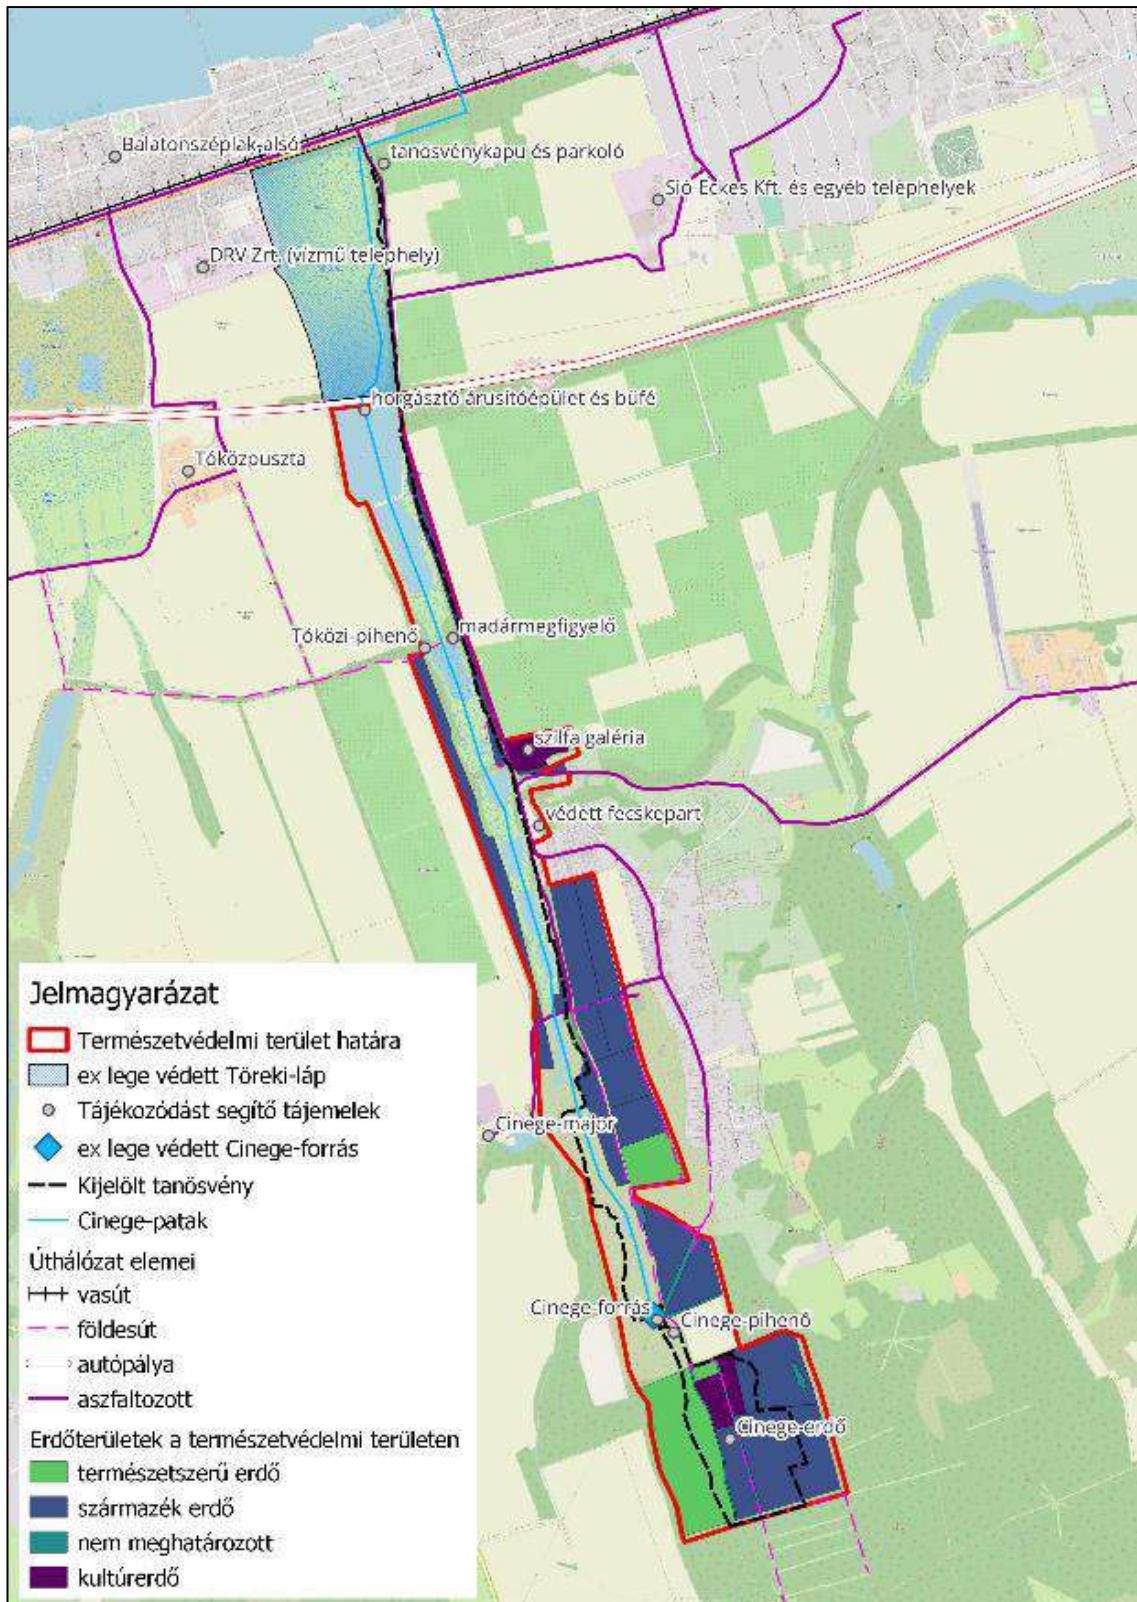 Balatonszéplak-alsó
tanösvénykapu és parkoló
Sió Eckes Kft. és egyéb telephelyek
DRV Zrt. (vízmű telephely)
horgásztó árusítóépület és büfé
Tóközpuszta
Tóközi-pihenő
madármegfigyelő
szilfa galéria
védett fecskepart
Cinege-major
Cinege-forrás
Cinege-pihenő
Cinege-erdő
Jelmagyarázat
Természetvédelmi terület határa
ex lege védett Töreki-láp
Tájékozódást segítő tájemelek
ex lege védett Cinege-forrás
Kijelölt tanösvény
Cinege-patak
Úthálózat elemei
vasút
földesút
autópálya
aszfaltozott
Erdőterületek a természetvédelmi területen
természetszerű erdő
származék erdő
nem meghatározott
kultúrerdő